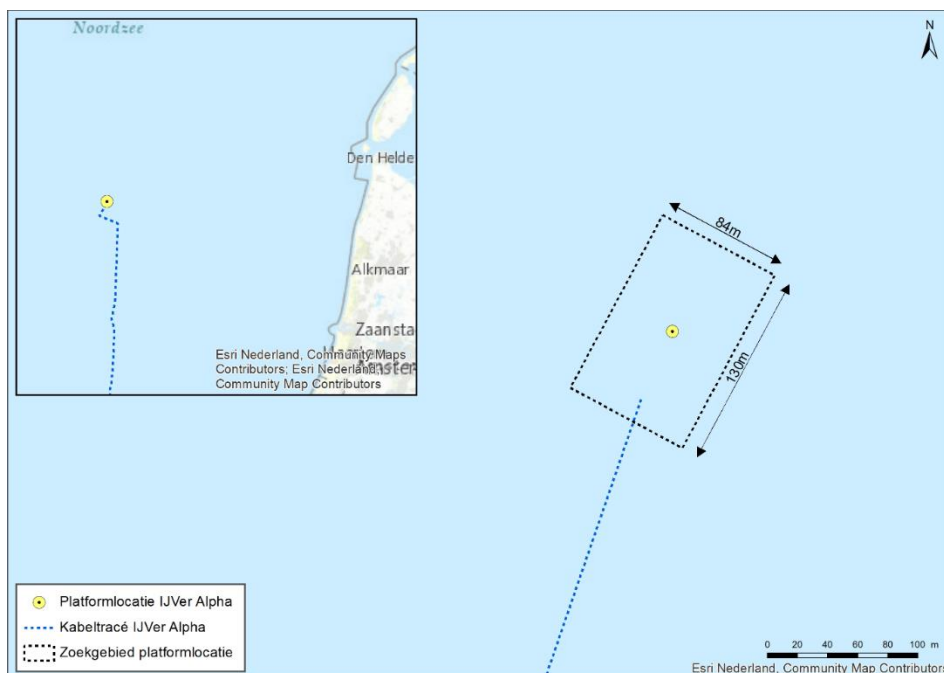 Noordzee
Den Helde
Alkmaar
Zaansta
Esri Nederland, Community Maps
Contributors; Esri Nederland,
Community Map Contributors
N
84m
130m
Platformlocatie IJVer Alpha
Kabeltracé IJVer Alpha
Zoekgebied platformlocatie
0 20 40 60 80 100 m
Esri Nederland, Community Map Contributors